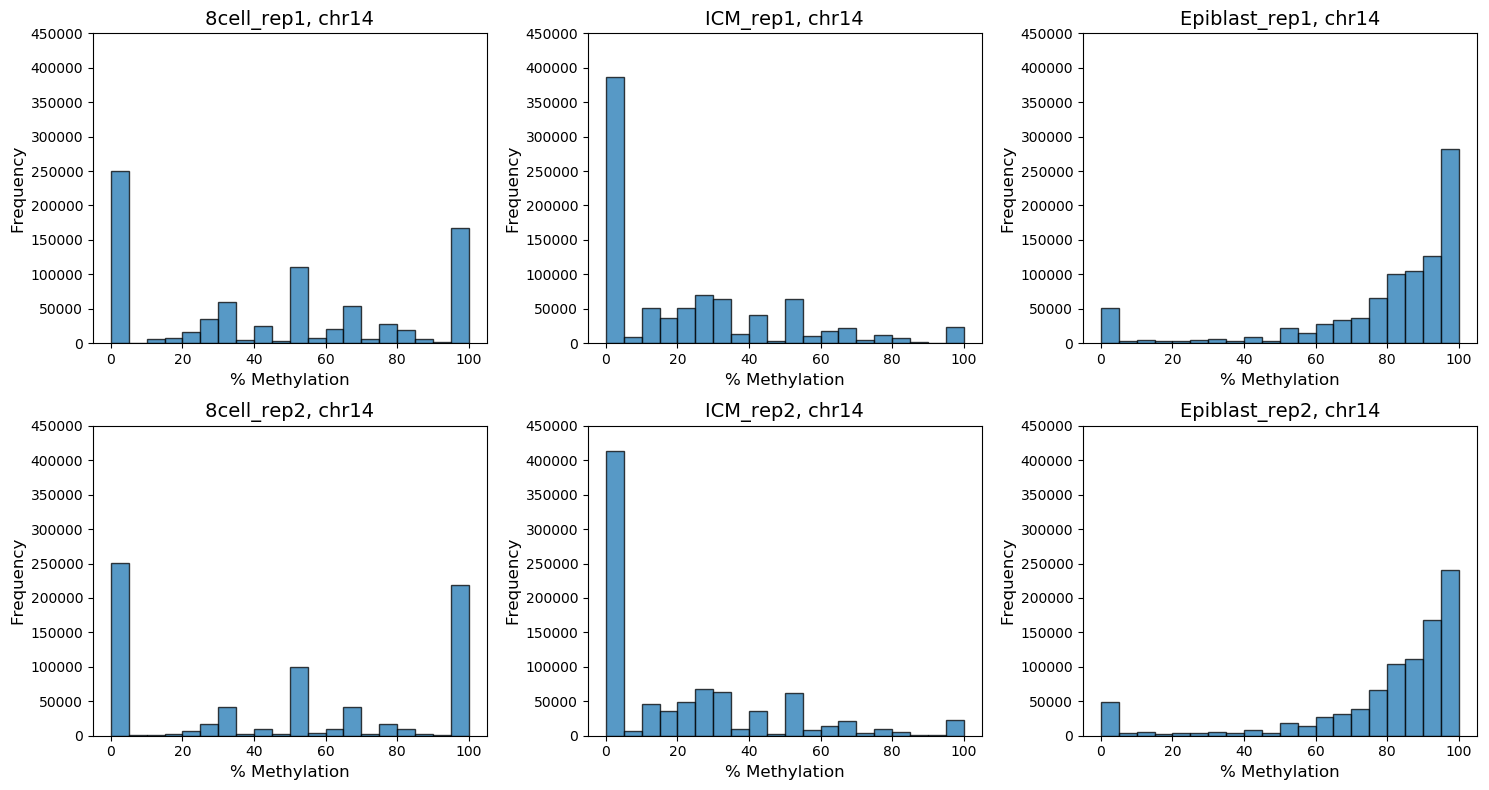 8cell_rep1, chr14
450000
400000
350000
300000
250000
200000
150000
100000
50000
0
Frequency
0 20 40 60 80 100
% Methylation
ICM_rep1, chr14
450000
400000
350000
300000
250000
200000
150000
100000
50000
0
Frequency
0 20 40 60 80 100
% Methylation
Epiblast_rep1, chr14
450000
400000
350000
300000
250000
200000
150000
100000
50000
0
Frequency
0 20 40 60 80 100
% Methylation
8cell_rep2, chr14
450000
400000
350000
300000
250000
200000
150000
100000
50000
0
Frequency
0 20 40 60 80 100
% Methylation
ICM_rep2, chr14
450000
400000
350000
300000
250000
200000
150000
100000
50000
0
Frequency
0 20 40 60 80 100
% Methylation
Epiblast_rep2, chr14
450000
400000
350000
300000
250000
200000
150000
100000
50000
0
Frequency
0 20 40 60 80 100
% Methylation